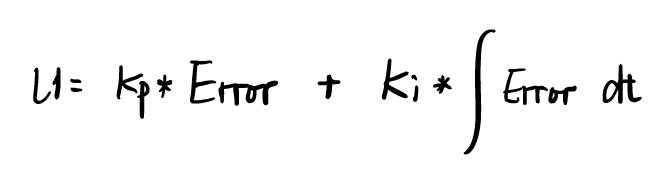 U = Kp * Error + Ki * ∫ Error dt